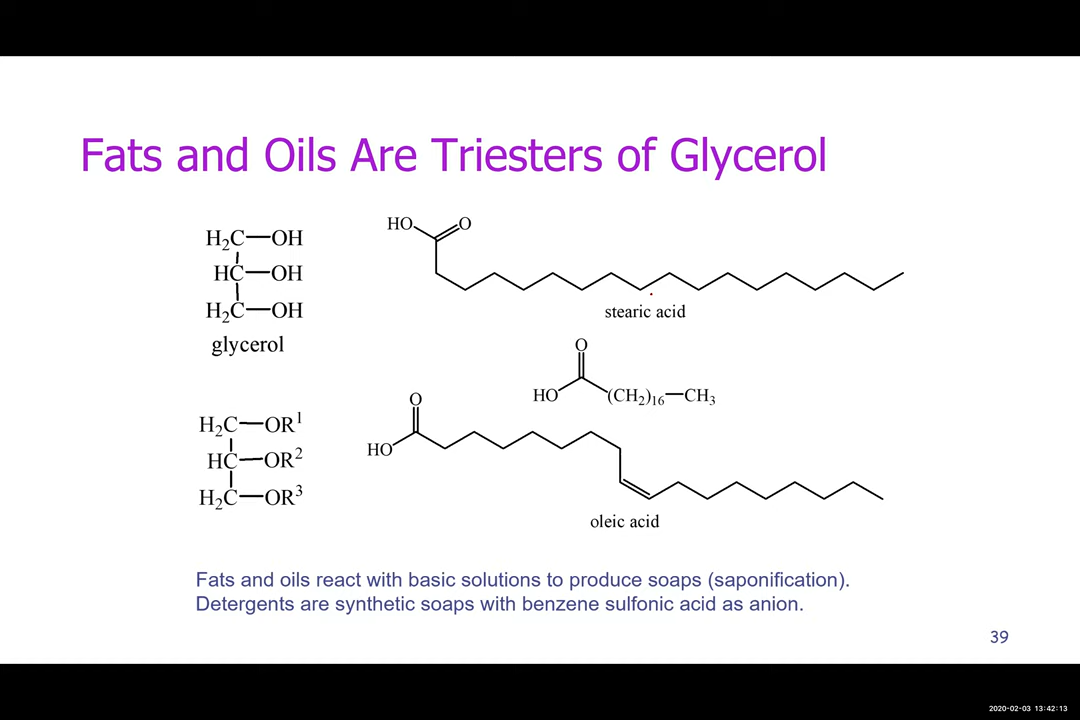 Fats and Oils Are Triesters of Glycerol
H₂C—OH
HC—OH
H₂C—OH
glycerol
HO
O
stearic acid
O
HO
(CH₂)₁₆—CH₃
H₂C—OR¹
HC—OR²
H₂C—OR³
O
HO
oleic acid
Fats and oils react with basic solutions to produce soaps (saponification).
Detergents are synthetic soaps with benzene sulfonic acid as anion.
39
2020-02-03 13:42:13